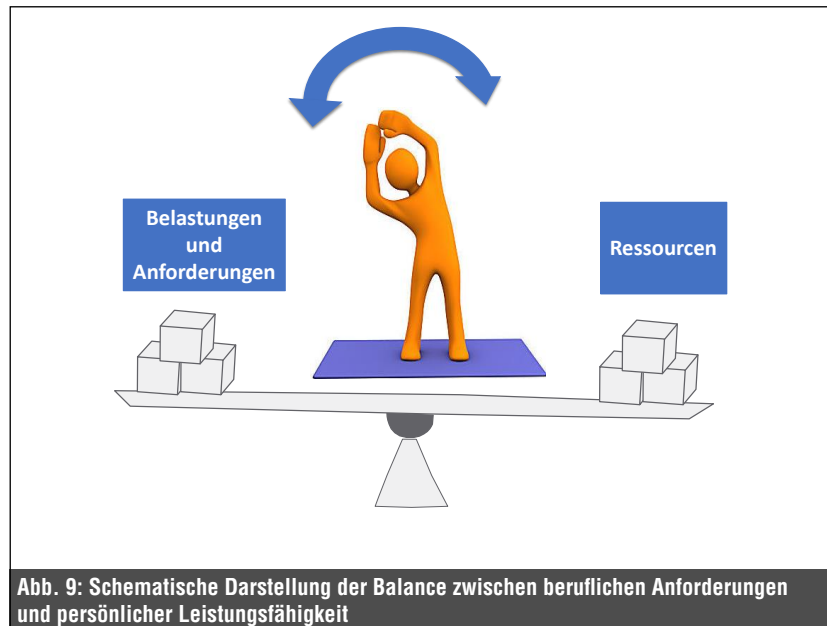 Belastungen
und
Anforderungen
Ressourcen
Abb. 9: Schematische Darstellung der Balance zwischen beruflichen Anforderungen
und persönlicher Leistungsfähigkeit